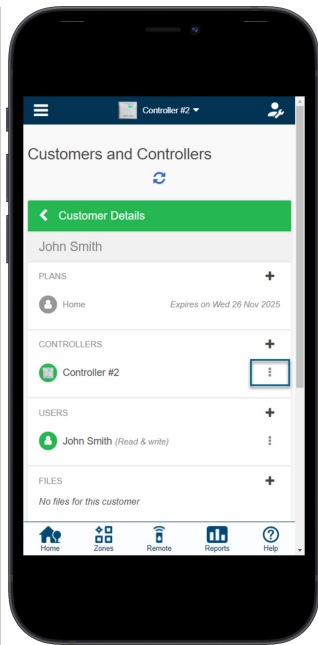 Controller #2
Customers and Controllers
Customer Details
John Smith
PLANS
Home
Expires on Wed 26 Nov 2025
CONTROLLERS
Controller #2
USERS
John Smith (Read & write)
FILES
No files for this customer
Home Zones Remote Reports Help